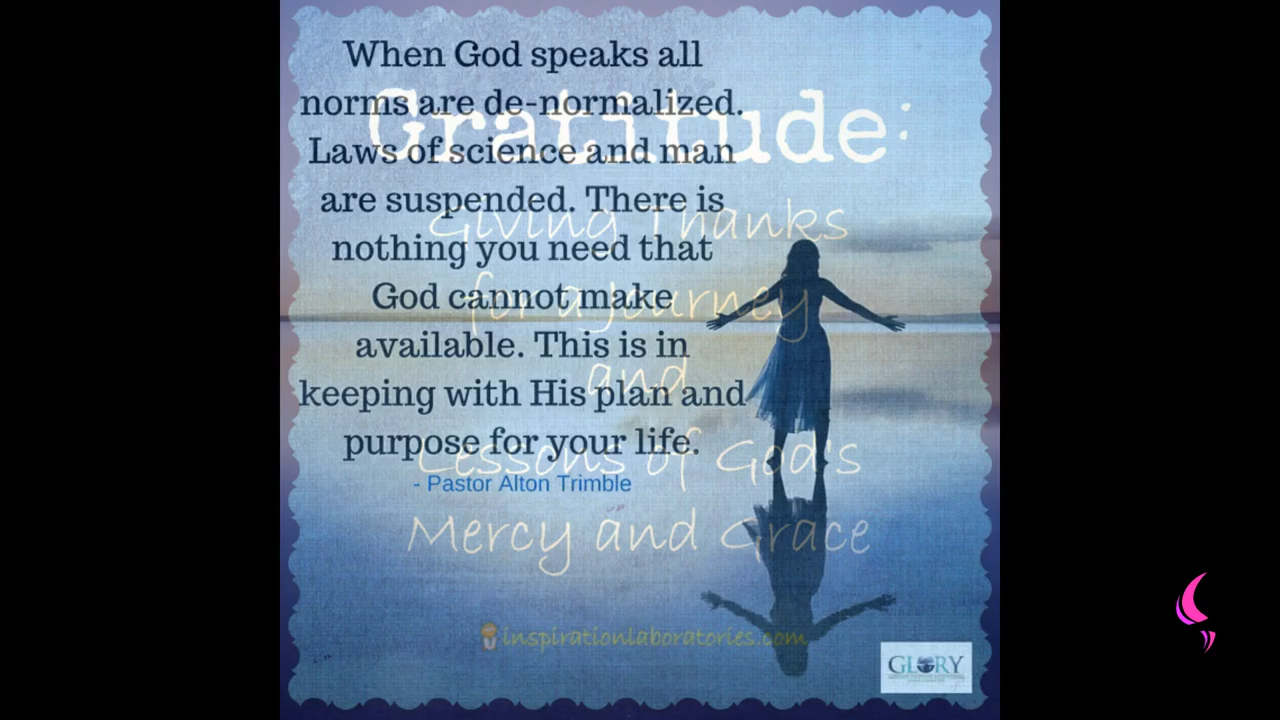 When God speaks all
norms are de-normalized.
Laws of science and man
are suspended. There is
nothing you need that
God cannot make
available. This is in
keeping with His plan and
purpose for your life.
- Pastor Alton Trimble
Gratitude:
Giving Thanks
for a Journey
and
Lessons of God's
Mercy and Grace
inspirationlaboratories.com
GLORY